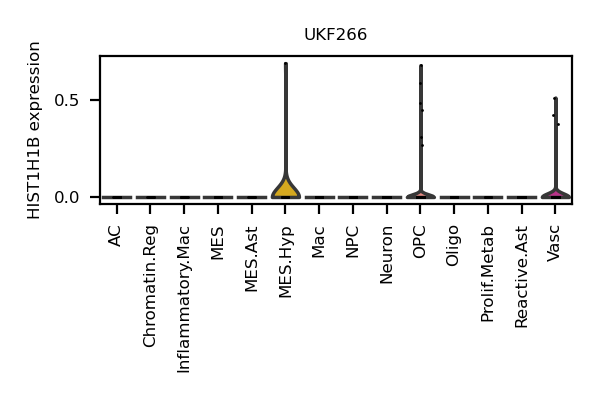 UKF266
HIST1H1B expression
0.5
0.0
AC
Chromatin.Reg
Inflammatory.Mac
MES
MES.Ast
MES.Hyp
Mac
NPC
Neuron
OPC
Oligo
Prolif.Metab
Reactive.Ast
Vasc